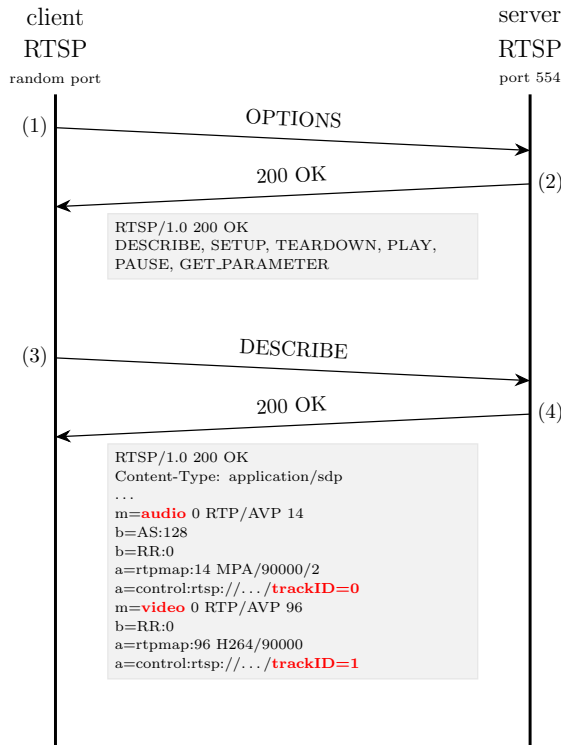 client
RTSP
random port
server
RTSP
port 554
(1)
OPTIONS
200 OK
(2)
RTSP/1.0 200 OK
DESCRIBE, SETUP, TEARDOWN, PLAY,
PAUSE, GET_PARAMETER
(3)
DESCRIBE
200 OK
(4)
RTSP/1.0 200 OK
Content-Type: application/sdp
...
m=audio 0 RTP/AVP 14
b=AS:128
b=RR:0
a=rtpmap:14 MPA/90000/2
a=control:rtsp://.../trackID=0
m=video 0 RTP/AVP 96
b=RR:0
a=rtpmap:96 H264/90000
a=control:rtsp://.../trackID=1